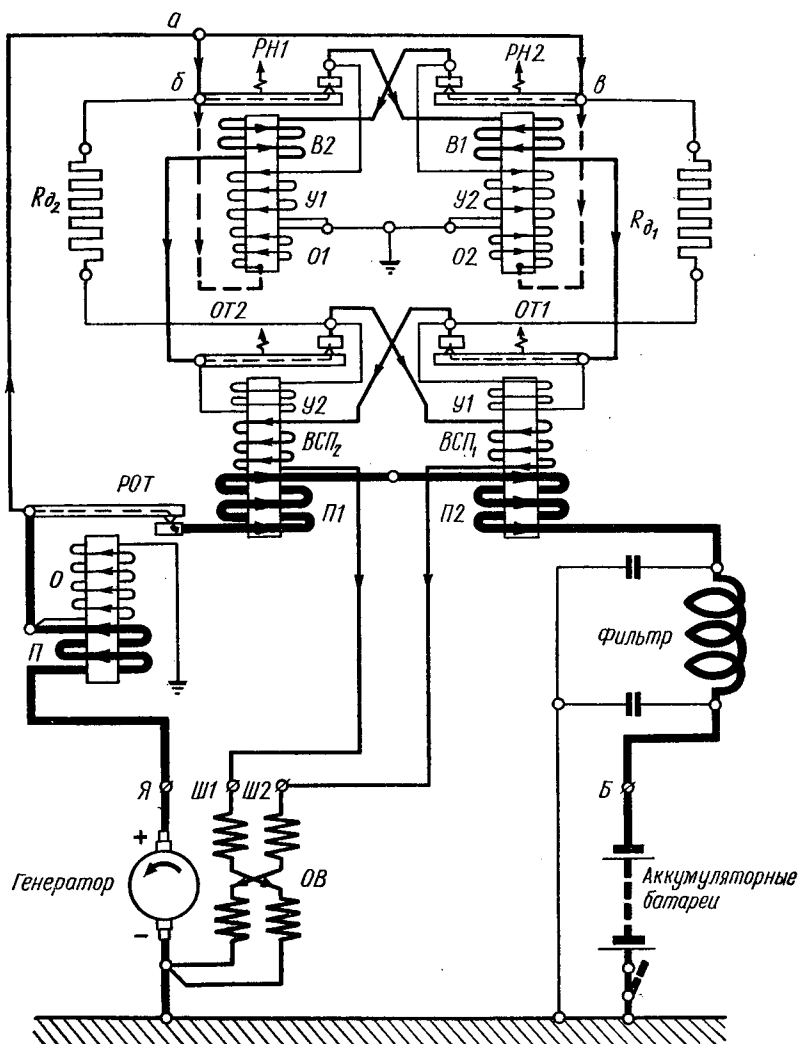 а
РН1
РН2
б
в
В2
В1
Rд2
У1
У2
Rд1
О1
О2
ОТ2
ОТ1
У2
У1
ВСП2
ВСП1
РОТ
П1
П2
О
П
Фильтр
Я
Ш1
Ш2
Б
+
Генератор
ОВ
Аккумуляторные
батареи
−